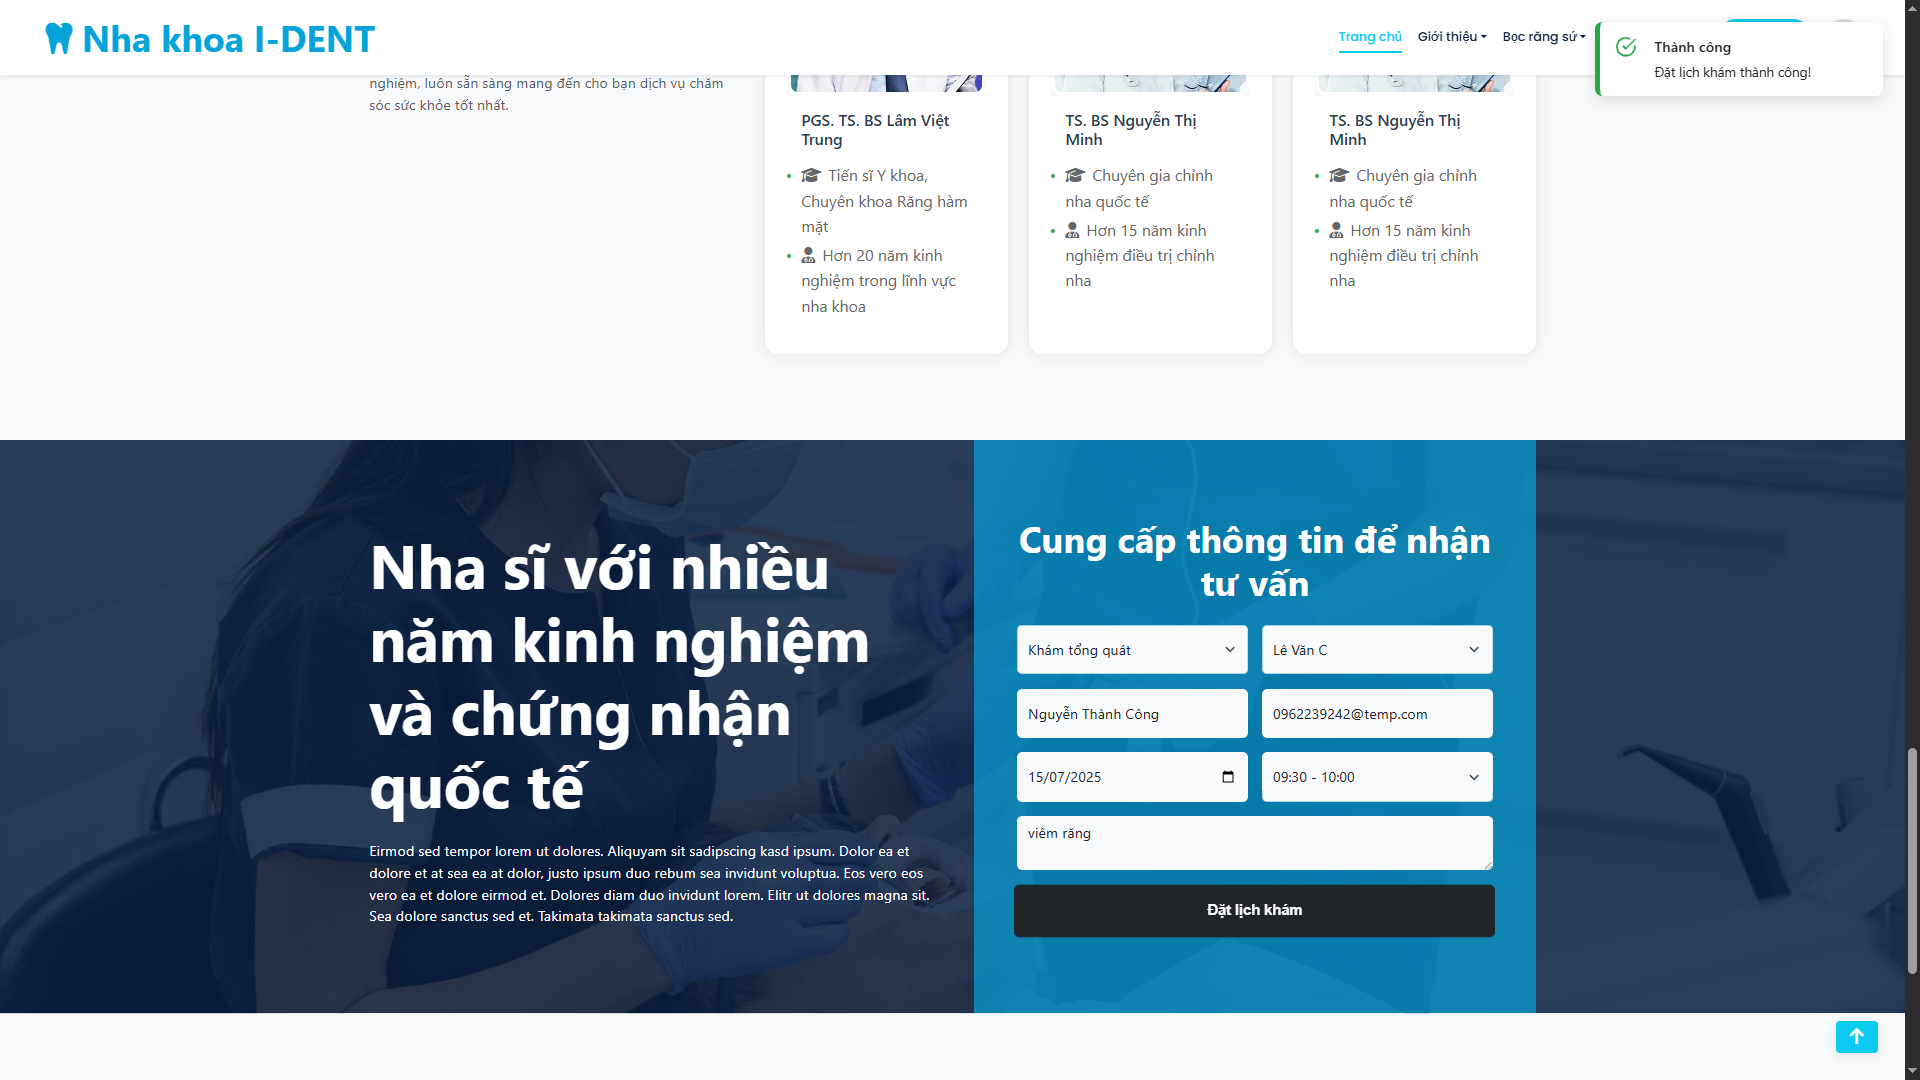 Nha khoa I-DENT
Trang chủ
Giới thiệu
Bọc răng sứ
Thành công
Đặt lịch khám thành công!
nghiệm, luôn sẵn sàng mang đến cho bạn dịch vụ chăm
sóc sức khỏe tốt nhất.
PGS. TS. BS Lâm Việt
Trung
Tiến sĩ Y khoa,
Chuyên khoa Răng hàm
mặt
Hơn 20 năm kinh
nghiệm trong lĩnh vực
nha khoa
TS. BS Nguyễn Thị
Minh
Chuyên gia chỉnh
nha quốc tế
Hơn 15 năm kinh
nghiệm điều trị chỉnh
nha
TS. BS Nguyễn Thị
Minh
Chuyên gia chỉnh
nha quốc tế
Hơn 15 năm kinh
nghiệm điều trị chỉnh
nha
Nha sĩ với nhiều
năm kinh nghiệm
và chứng nhận
quốc tế
Eirmod sed tempor lorem ut dolores. Aliquyam sit sadipscing kasd ipsum. Dolor ea et
dolore et at sea ea at dolor, justo ipsum duo rebum sea invidunt voluptua. Eos vero eos
vero ea et dolore eirmod et. Dolores diam duo invidunt lorem. Elitr ut dolores magna sit.
Sea dolore sanctus sed et. Takimata takimata sanctus sed.
Cung cấp thông tin để nhận
tư vấn
Khám tổng quát
Lê Văn C
Nguyễn Thành Công
0962239242@temp.com
15/07/2025
09:30 - 10:00
viêm răng
Đặt lịch khám